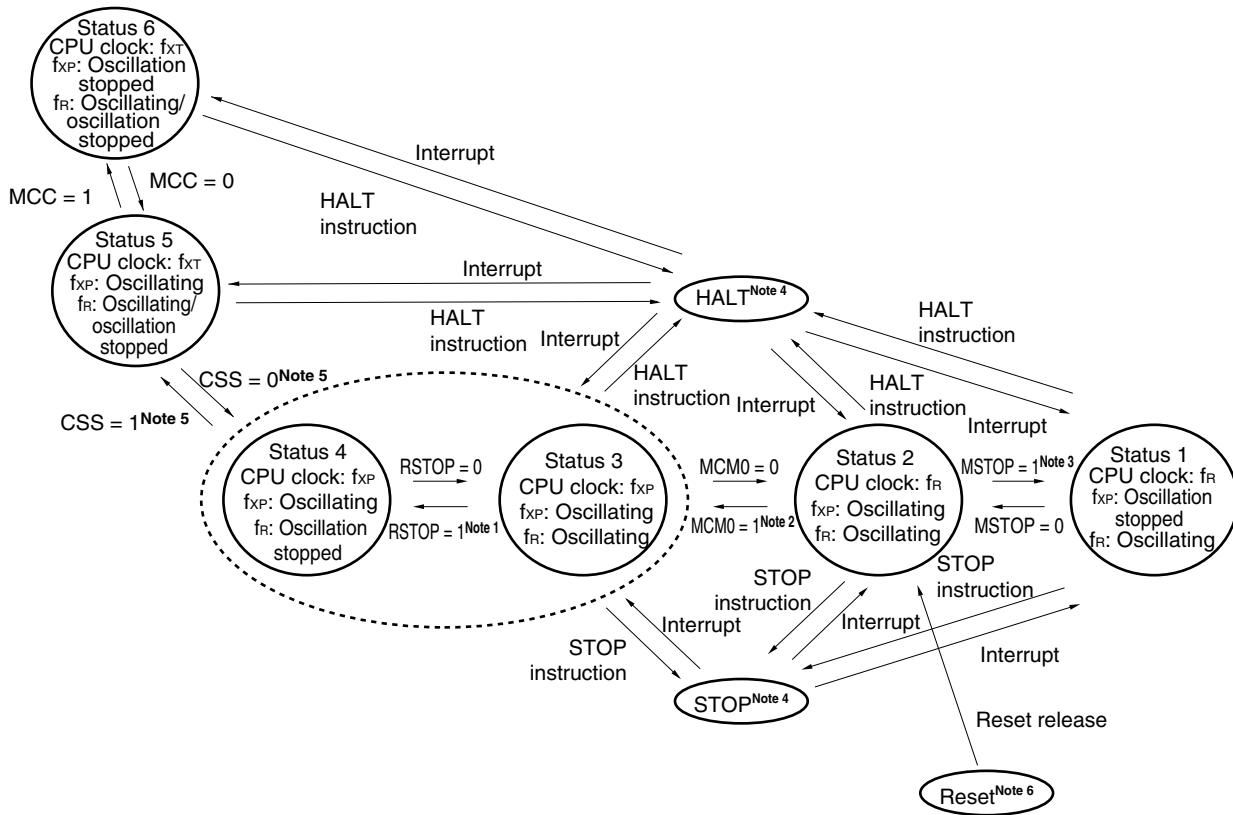 Status 6
CPU clock: fXT
fXP: Oscillation
stopped
fR: Oscillating/
oscillation
stopped
Interrupt
HALT
instruction
MCC = 1
MCC = 0
Status 5
CPU clock: fXT
fXP: Oscillating
fR: Oscillating/
oscillation
stopped
Interrupt
HALT
instruction
HALTNote 4
HALT
instruction
Interrupt
HALT
instruction
Interrupt
HALT
instruction
Interrupt
CSS = 0Note 5
CSS = 1Note 5
Status 4
CPU clock: fXP
fXP: Oscillating
fR: Oscillation
stopped
RSTOP = 0
RSTOP = 1Note 1
Status 3
CPU clock: fXP
fXP: Oscillating
fR: Oscillating
MCM0 = 0
MCM0 = 1Note 2
Status 2
CPU clock: fR
fXP: Oscillating
fR: Oscillating
MSTOP = 1Note 3
MSTOP = 0
Status 1
CPU clock: fR
fXP: Oscillation
stopped
fR: Oscillating
STOP
instruction
Interrupt
STOP
instruction
Interrupt
STOP
instruction
Interrupt
STOPNote 4
Reset release
ResetNote 6